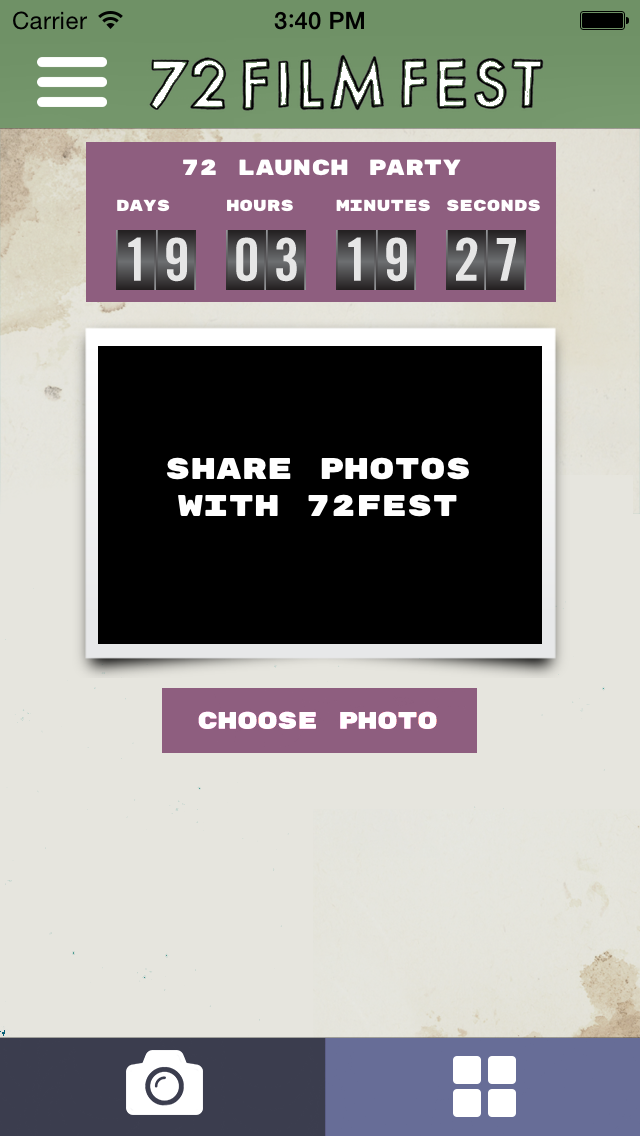 Carrier 3:40 PM
72 FILM FEST
72 LAUNCH PARTY
DAYS HOURS MINUTES SECONDS
19 03 19 27
SHARE PHOTOS
WITH 72FEST
CHOOSE PHOTO